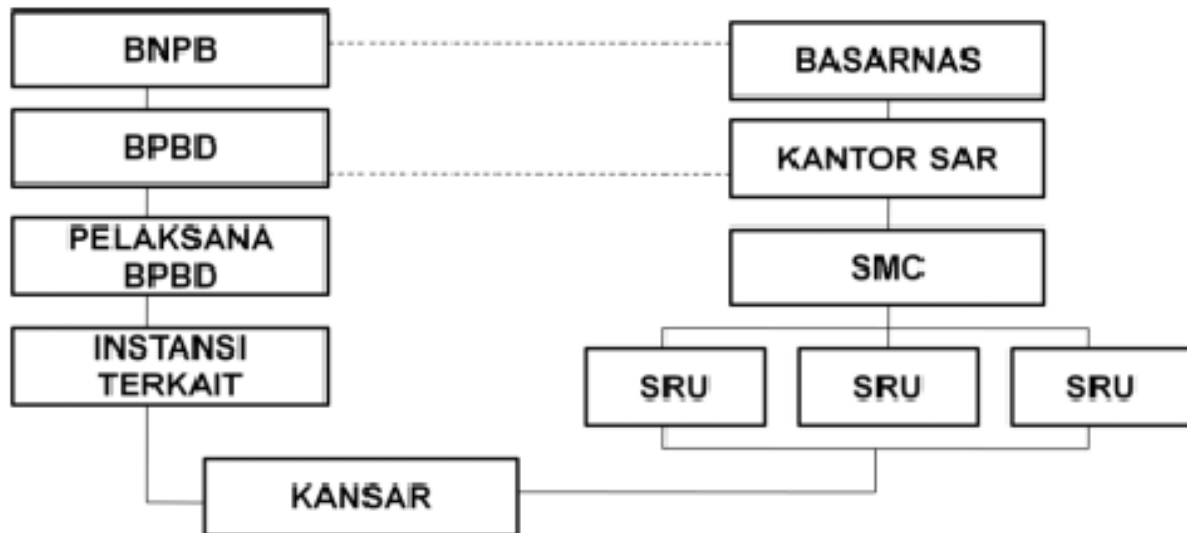 BNPB
BASARNAS
BPBD
KANTOR SAR
PELAKSANA
BPBD
SMC
INSTANSI
TERKAIT
SRU
SRU
SRU
KANSAR